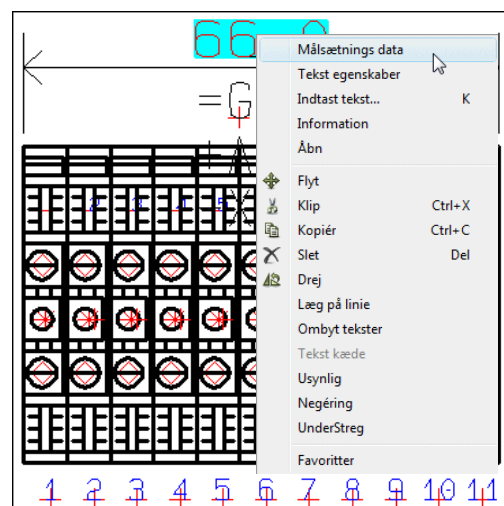 66
Målsætnings data
Tekst egenskaber
=G
Indtast tekst... K
Information
Åbn
Flyt
2 3 4 5
Klip Ctrl+X
Kopiér Ctrl+C
Slet Del
Drej
Læg på linie
Ombyt tekster
Tekst kæde
Usynlig
Negéring
UnderStreg
Favoritter
1 2 3 4 5 6 7 8 9 10 11